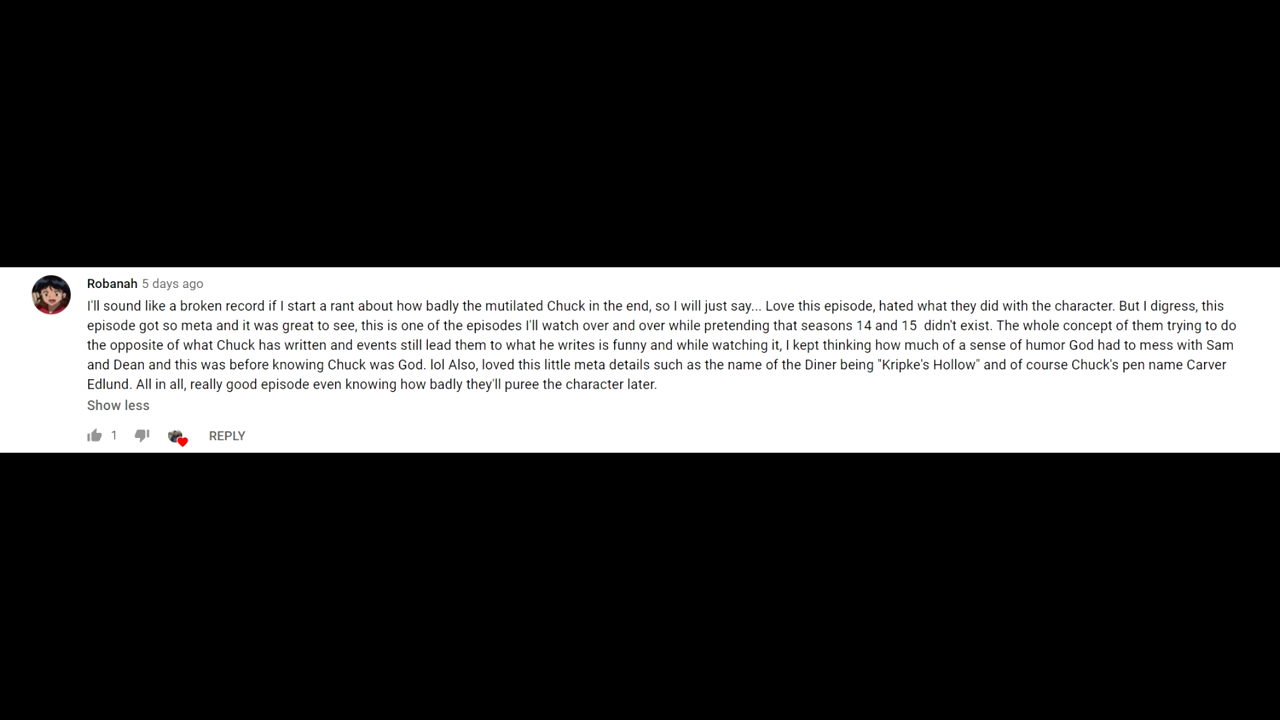 Robanah 5 days ago
I'll sound like a broken record if I start a rant about how badly the mutilated Chuck in the end, so I will just say... Love this episode, hated what they did with the character. But I digress, this
episode got so meta and it was great to see, this is one of the episodes I'll watch over and over while pretending that seasons 14 and 15 didn't exist. The whole concept of them trying to do
the opposite of what Chuck has written and events still lead them to what he writes is funny and while watching it, I kept thinking how much of a sense of humor God had to mess with Sam
and Dean and this was before knowing Chuck was God. lol Also, loved this little meta details such as the name of the Diner being "Kripke's Hollow" and of course Chuck's pen name Carver
Edlund. All in all, really good episode even knowing how badly they'll puree the character later.
Show less
1 REPLY